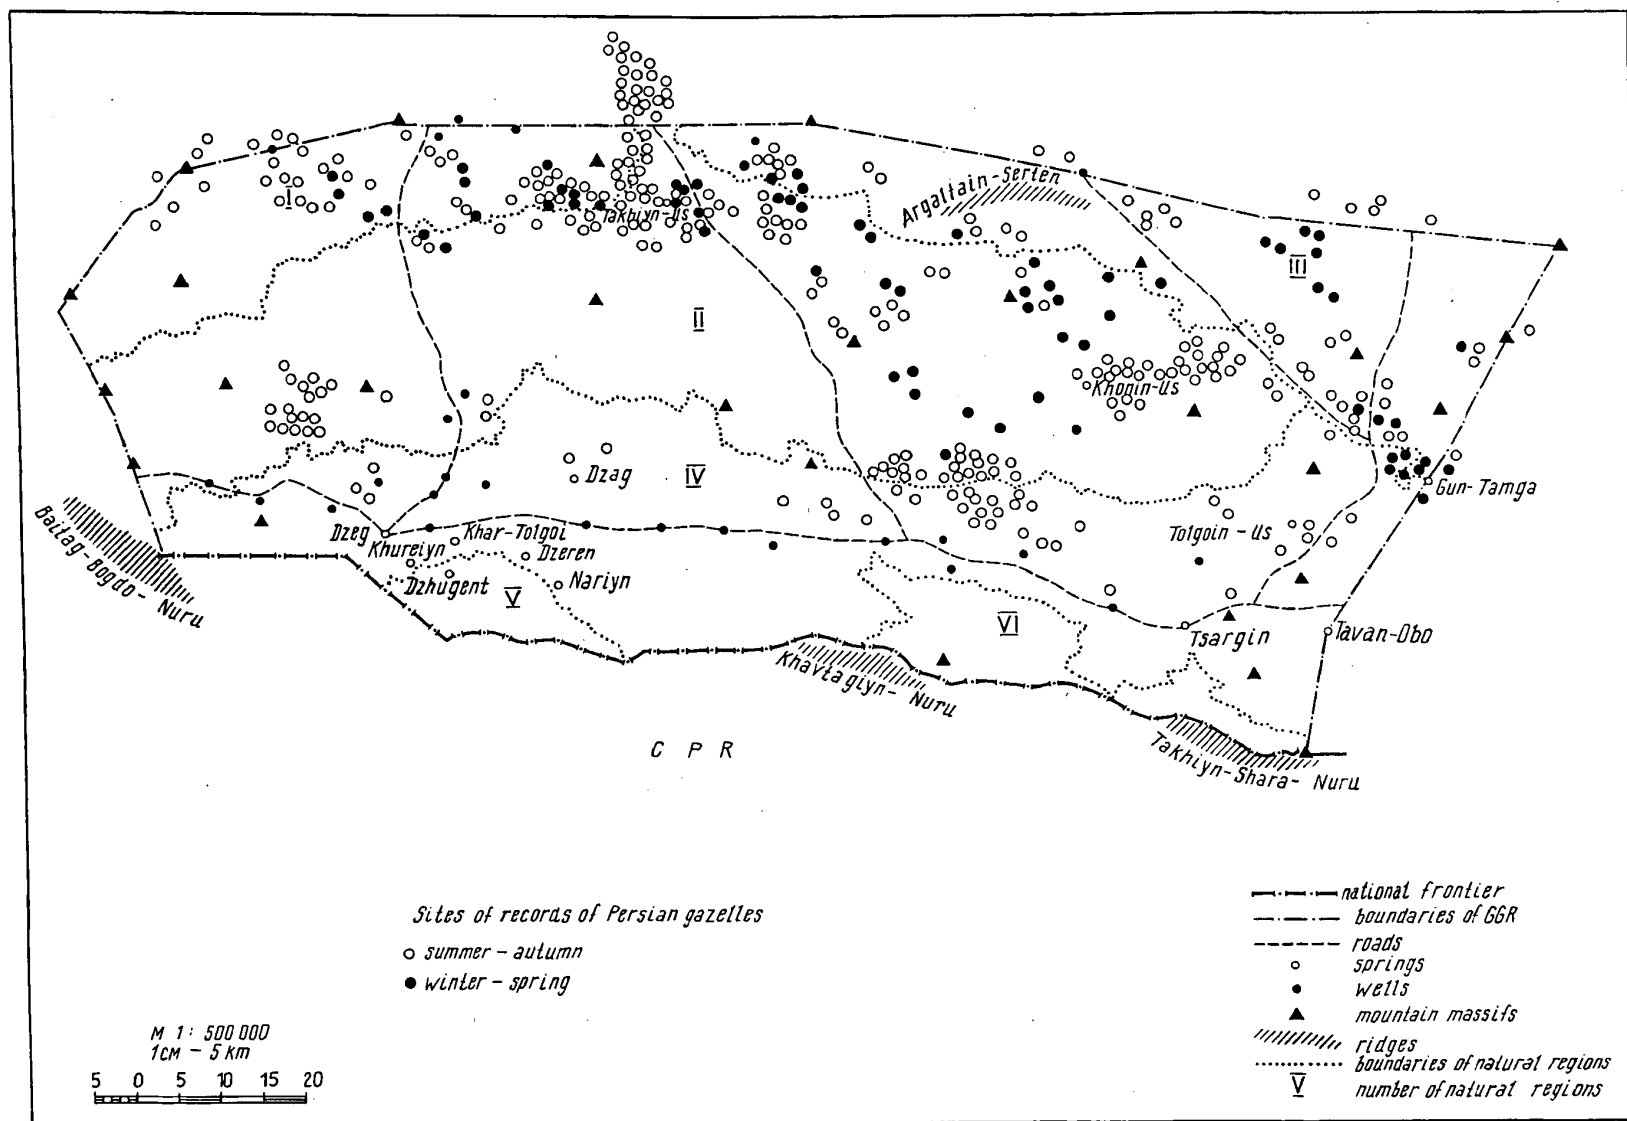 Argaltain-Serten
I
Takhiyn-Us
III
II
Khonin-Us
Dzag
IV
Gun-Tamga
Baitag-Bogdo-Nuru
Dzeg
Khar-Tolgoi
Tolgoin-Us
Khureiyn
Dzeren
Dzhugent
Nariyn
V
VI
Tsargin
Tavan-Obo
Khavtagiyn-Nuru
C P R
Takhiyn-Shara-Nuru
Sites of records of Persian gazelles
summer - autumn
winter - spring
national frontier
boundaries of GGR
roads
springs
wells
mountain massifs
ridges
boundaries of natural regions
V number of natural regions
M 1: 500 000
1CM - 5 km
5 0 5 10 15 20